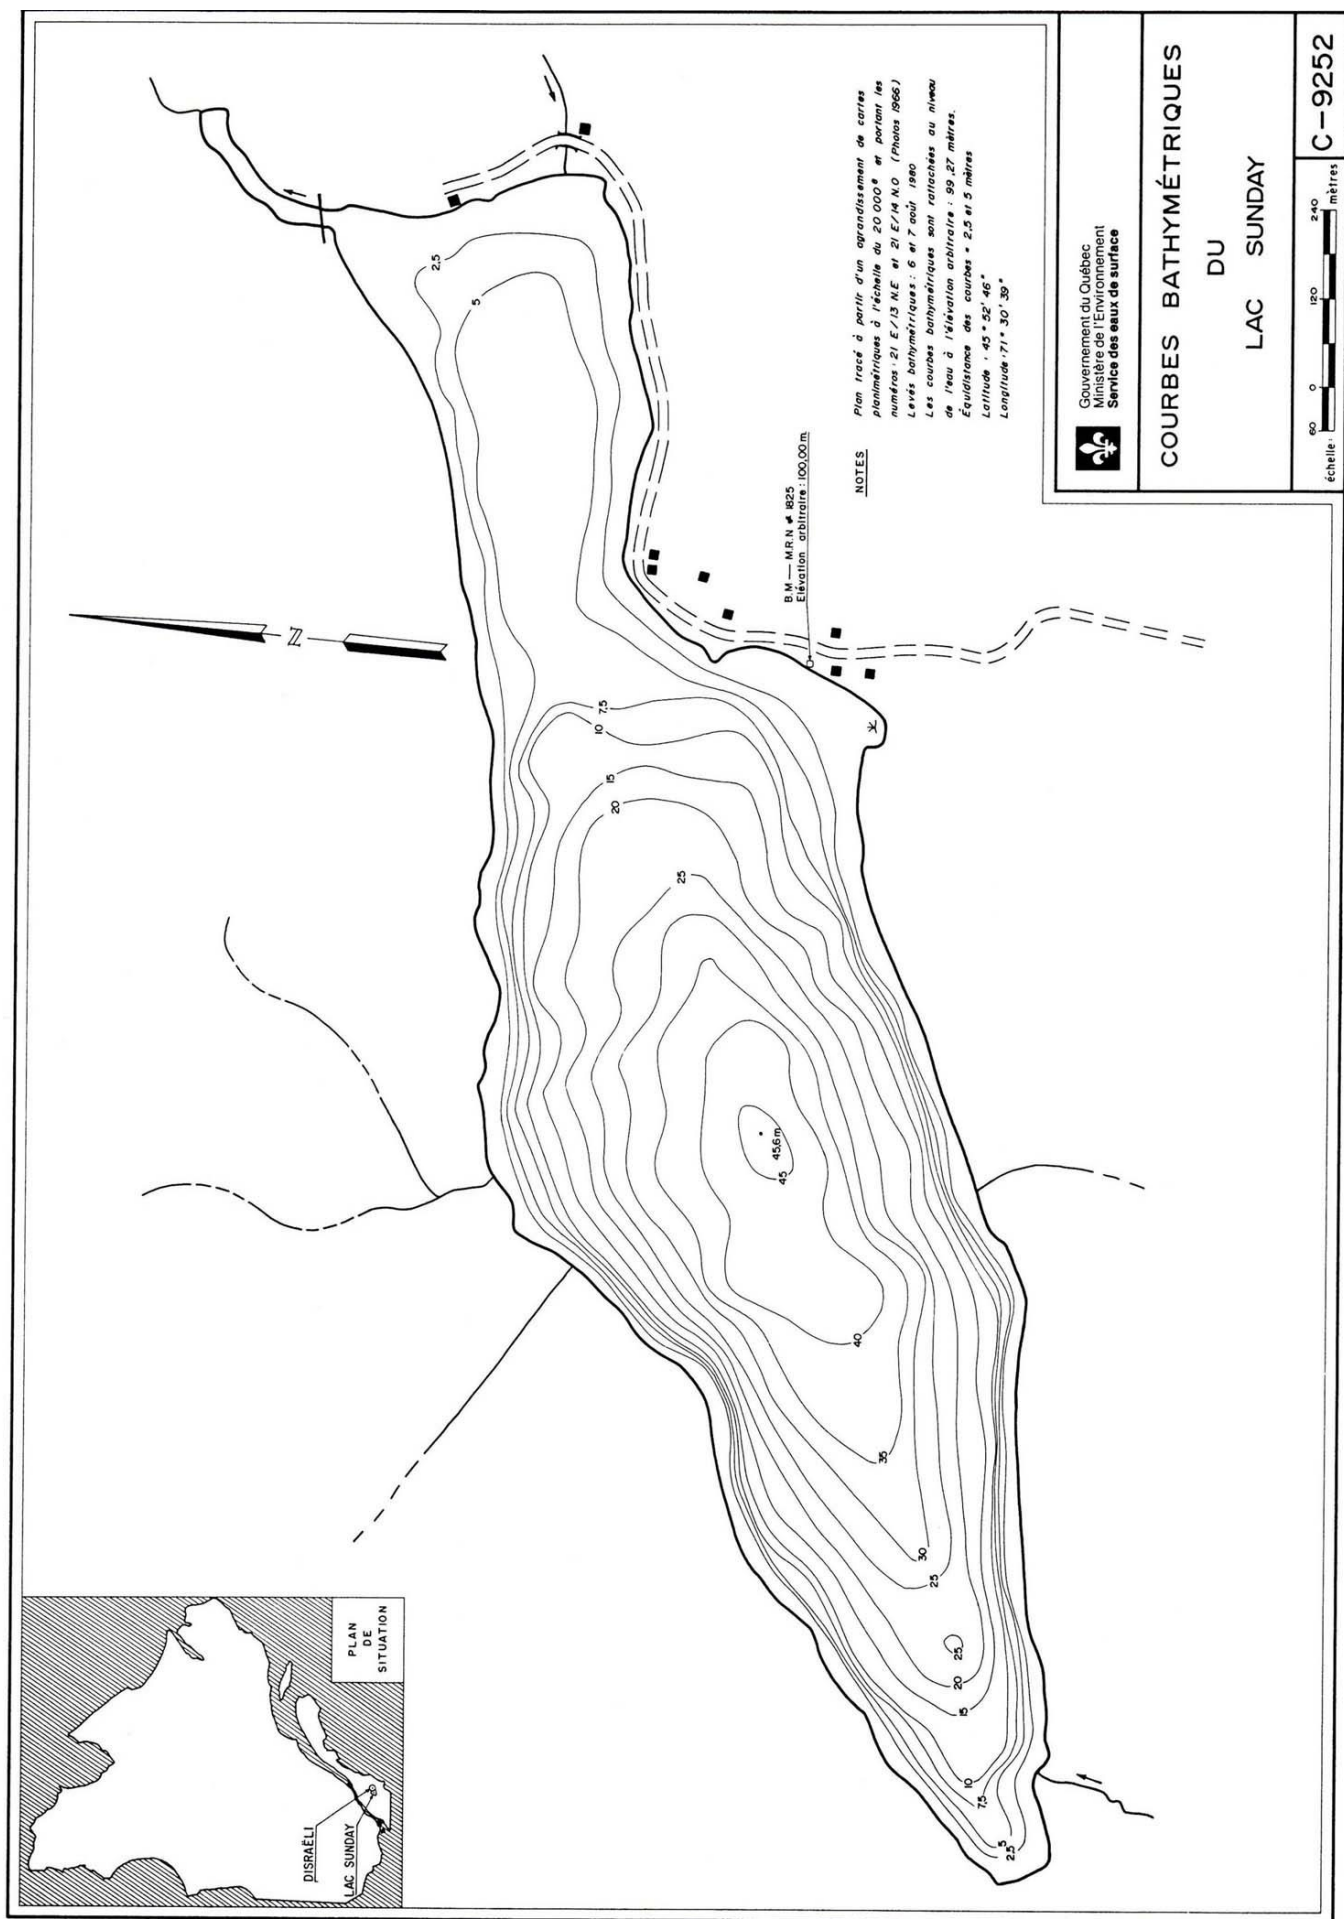 PLAN
DE
SITUATION
DISRAËLI
LAC SUNDAY
N
2,5
5
7,5
10
15
20
25
45,6 m
45
40
35
30
25
25
20
15
10
7,5
5
2,5
B.M — M.R.N # 1825
Elévation arbitraire : 100,00 m.
NOTES
Plan tracé à partir d'un agrandissement de cartes
planimétriques à l'échelle du 20 000e et portant les
numéros : 21 E/13 N.E et 21 E/14 N.O (Photos 1966)
Levés bathymétriques : 6 et 7 août 1980
Les courbes bathymétriques sont rattachées au niveau
de l'eau à l'élévation arbitraire : 99,27 mètres.
Équidistance des courbes = 2,5 et 5 mètres
Latitude : 45° 52' 46"
Longitude : 71° 30' 39"
Gouvernement du Québec
Ministère de l'Environnement
Service des eaux de surface
COURBES BATHYMÉTRIQUES
DU
LAC SUNDAY
échelle : 60 0 120 240 mètres
C-9252